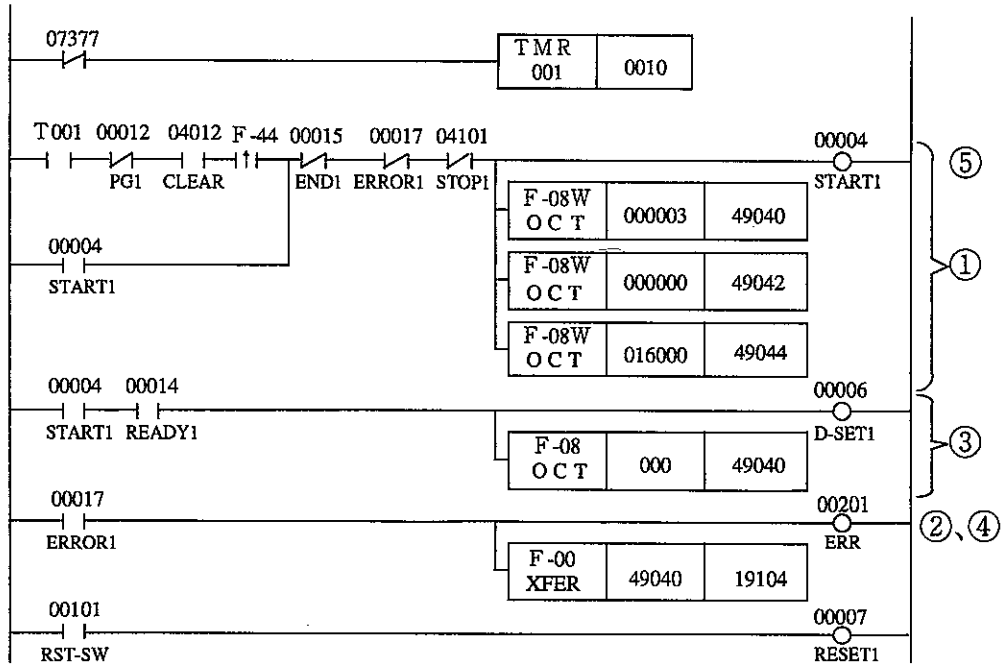 07377
TMR
001 0010
T001 00012 04012 F-44 00015 00017 04101 00004
PG1 CLEAR END1 ERROR1 STOP1 START1
⑤
F-08W
OCT 000003 49040
00004
START1
F-08W
OCT 000000 49042
①
F-08W
OCT 016000 49044
00004 00014 00006
START1 READY1 D-SET1
F-08
OCT 000 49040
③
00017 00201
ERROR1 ERR
②、④
F-00
XFER 49040 19104
00101 00007
RST-SW RESET1